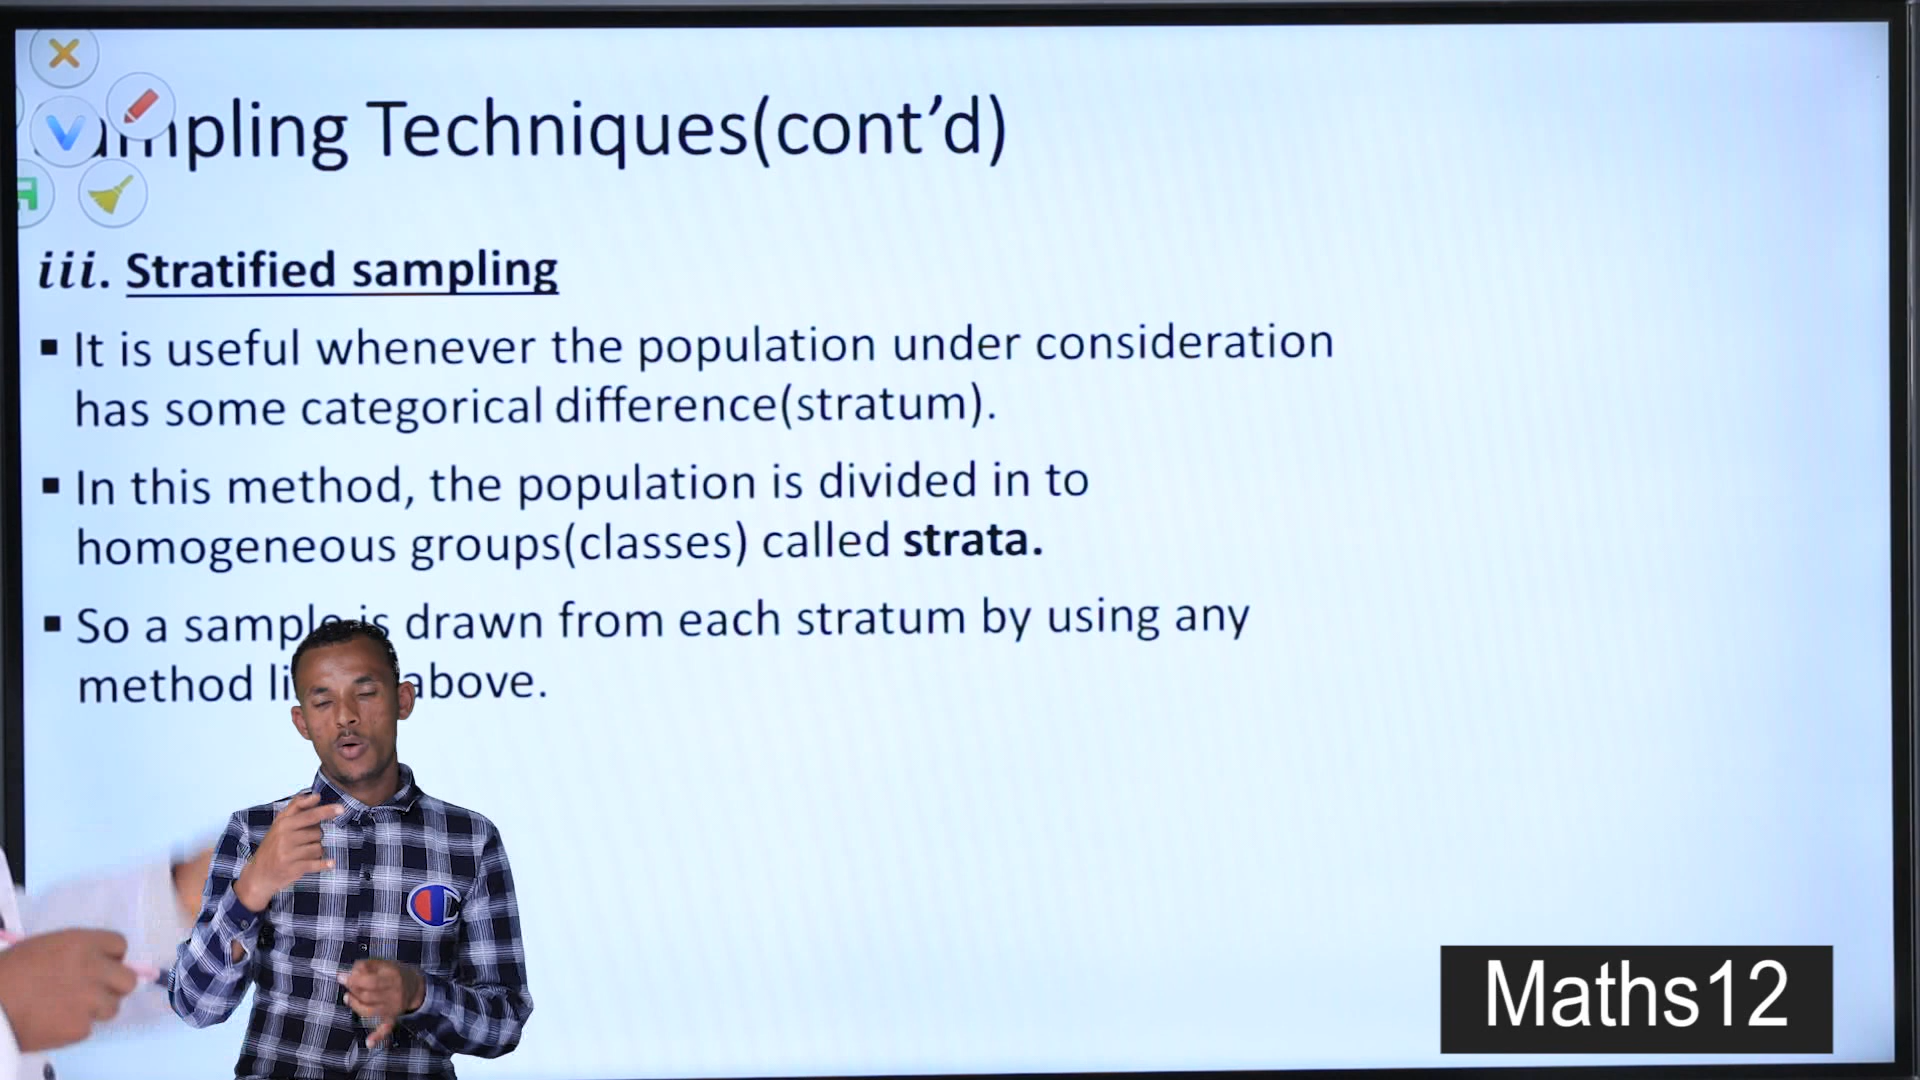 Techniques(cont’d)
iii. Stratified sampling
▪ It is useful whenever the population under consideration
has some categorical difference(stratum).
▪ In this method, the population is divided in to
homogeneous groups(classes) called strata.
▪ So a sample is drawn from each stratum by using any
method above.
Maths12